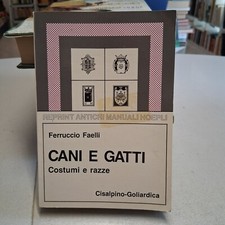 REPRINT ANTICHI MANUALI HOEPLI
Ferruccio Faelli
CANI E GATTI
Costumi e razze
Cisalpino-Goliardica